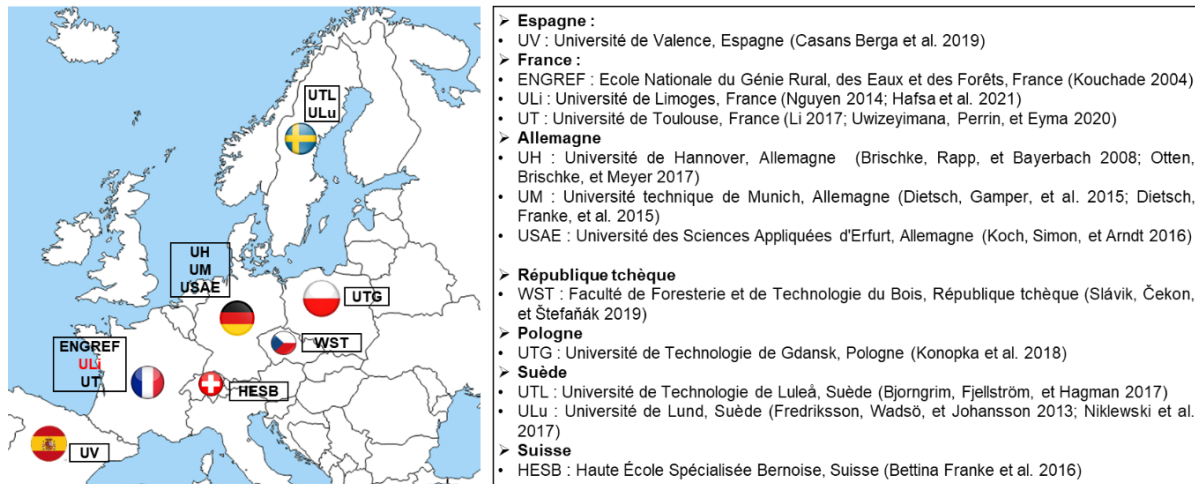 UTL
ULu
UH
UM
USAE
UTG
WST
ENGREF
ULi
UT
HESB
UV
➢ Espagne :
• UV : Université de Valence, Espagne (Casans Berga et al. 2019)
➢ France :
• ENGREF : Ecole Nationale du Génie Rural, des Eaux et des Forêts, France (Kouchade 2004)
• ULi : Université de Limoges, France (Nguyen 2014; Hafsa et al. 2021)
• UT : Université de Toulouse, France (Li 2017; Uwizeyimana, Perrin, et Eyma 2020)
➢ Allemagne
• UH : Université de Hannover, Allemagne (Brischke, Rapp, et Bayerbach 2008; Otten,
Brischke, et Meyer 2017)
• UM : Université technique de Munich, Allemagne (Dietsch, Gamper, et al. 2015; Dietsch,
Franke, et al. 2015)
• USAE : Université des Sciences Appliquées d'Erfurt, Allemagne (Koch, Simon, et Arndt 2016)
➢ République tchèque
• WST : Faculté de Foresterie et de Technologie du Bois, République tchèque (Slávik, Čekon,
et Štefaňák 2019)
➢ Pologne
• UTG : Université de Technologie de Gdansk, Pologne (Konopka et al. 2018)
➢ Suède
• UTL : Université de Technologie de Luleå, Suède (Bjorngrim, Fjellström, et Hagman 2017)
• ULu : Université de Lund, Suède (Fredriksson, Wadsö, et Johansson 2013; Niklewski et al.
2017)
➢ Suisse
• HESB : Haute École Spécialisée Bernoise, Suisse (Bettina Franke et al. 2016)